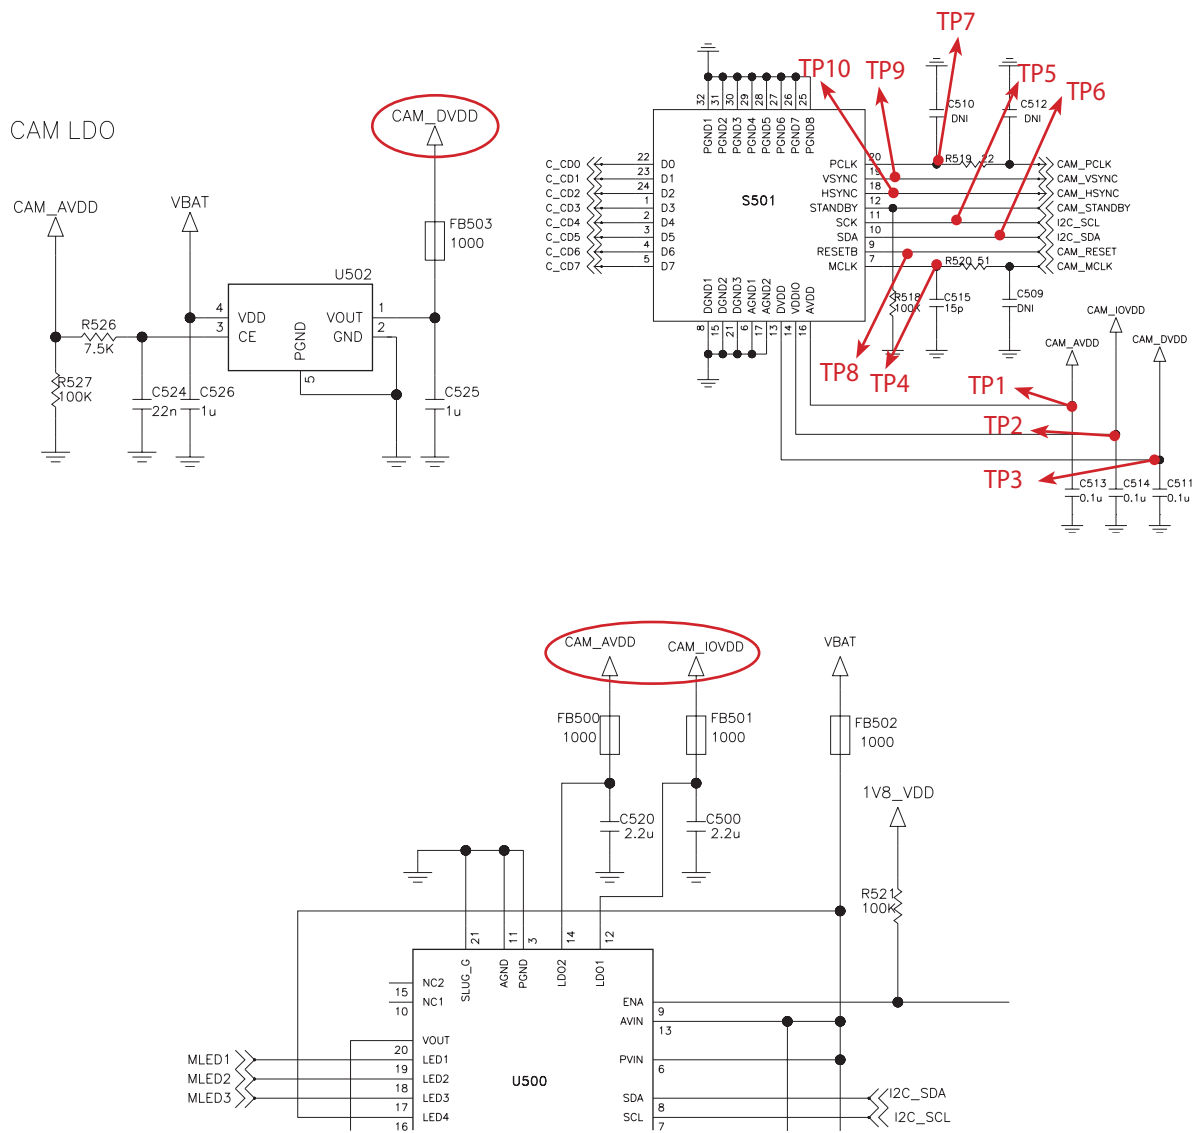 CAM LDO
CAM_DVDD
CAM_AVDD
VBAT
FB503
1000
U502
4
VDD
VOUT
1
3
CE
GND
2
PGND
5
R526
7.5K
R527
100K
C524
22n
C526
1u
C525
1u
TP7
TP10
TP9
TP5
TP6
C510
DNI
C512
DNI
32
31
30
29
28
27
26
25
PGND1
PGND2
PGND3
PGND4
PGND5
PGND6
PGND7
PGND8
S501
C_CD0
22
D0
C_CD1
23
D1
C_CD2
24
D2
C_CD3
1
D3
C_CD4
2
D4
C_CD5
3
D5
C_CD6
4
D6
C_CD7
5
D7
PCLK
20
R519
22
CAM_PCLK
VSYNC
19
CAM_VSYNC
HSYNC
18
CAM_HSYNC
STANDBY
12
CAM_STANDBY
SCK
11
I2C_SCL
SDA
10
I2C_SDA
RESETB
9
CAM_RESET
MCLK
7
R520
51
CAM_MCLK
DGND1
DGND2
DGND3
AGND1
AGND2
DVDD
VDDIO
AVDD
8
15
21
6
17
13
14
16
R518
100K
C515
15p
C509
DNI
CAM_IOVDD
CAM_AVDD
CAM_DVDD
TP8
TP4
TP1
TP2
TP3
C513
0.1u
C514
0.1u
C511
0.1u
CAM_AVDD
CAM_IOVDD
VBAT
FB500
1000
FB501
1000
FB502
1000
C520
2.2u
C500
2.2u
1V8_VDD
R521
100K
21
11
3
14
12
SLUG_G
AGND
PGND
LDO2
LDO1
NC2
15
NC1
10
VOUT
20
MLED1
LED1
19
MLED2
LED2
18
MLED3
LED3
17
LED4
16
U500
ENA
9
AVIN
13
PVIN
6
SDA
8
I2C_SDA
SCL
7
I2C_SCL